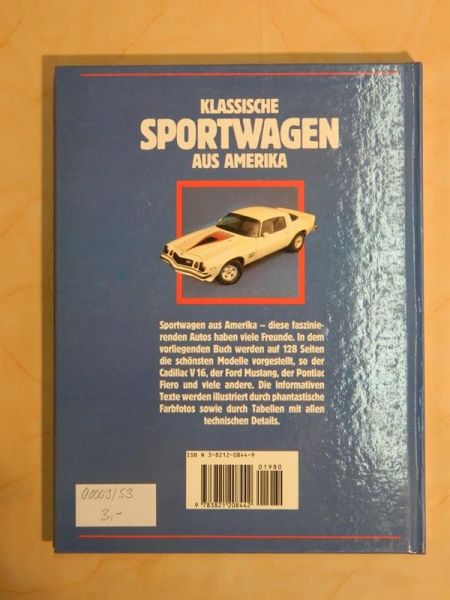 KLASSISCHE
SPORTWAGEN
AUS AMERIKA
Sportwagen aus Amerika – diese faszinie-
renden Autos haben viele Freunde. In dem
vorliegenden Buch werden auf 128 Seiten
die schönsten Modelle vorgestellt, so der
Cadillac V 16, der Ford Mustang, der Pontiac
Fiero und viele andere. Die informativen
Texte werden illustriert durch phantastische
Farbfotos sowie durch Tabellen mit allen
technischen Details.
ISBN 3-8212-0844-9
01980
9 783821 208442
00003/53
3,-